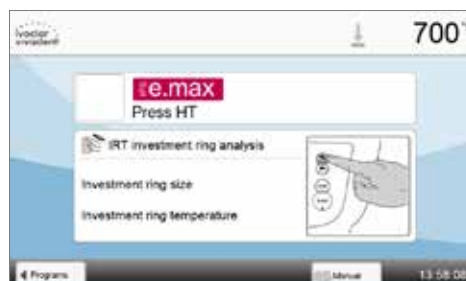 ivoclar
vivadent
700°
e.max
Press HT
IRT investment ring analysis
Investment ring size
Investment ring temperature
Programs
Manual
13:58:08